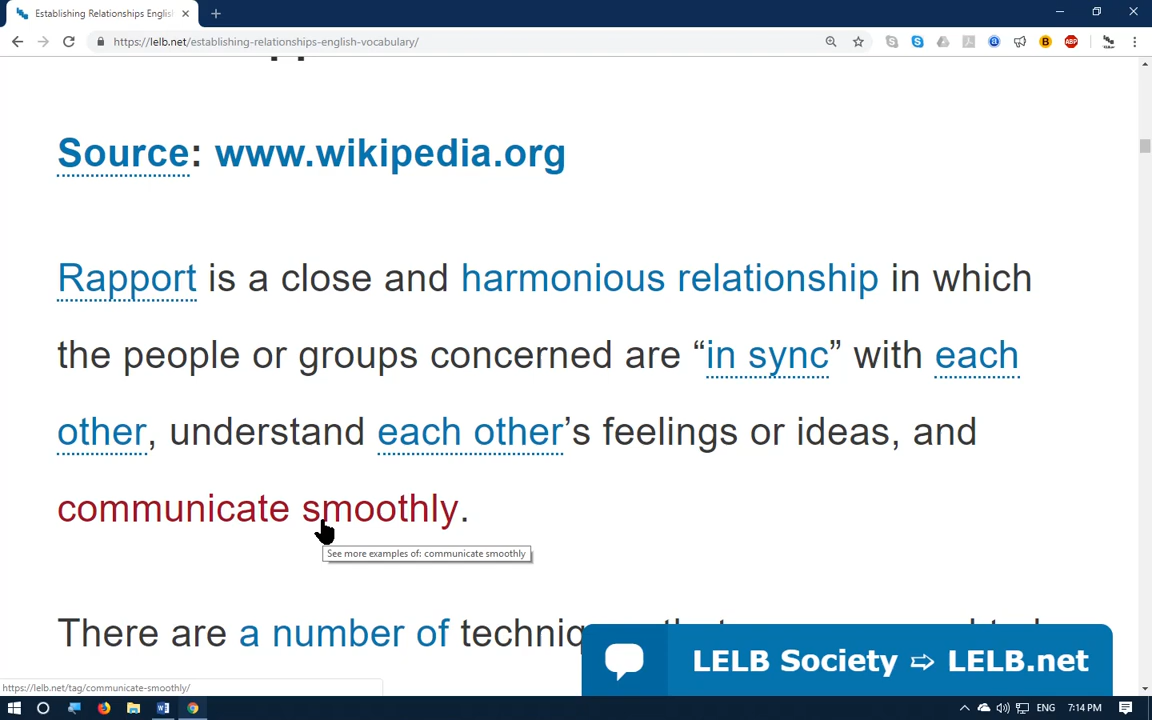 Establishing Relationships Englis
https://lelb.net/establishing-relationships-english-vocabulary/
Source: www.wikipedia.org
Rapport is a close and harmonious relationship in which
the people or groups concerned are “in sync” with each
other, understand each other’s feelings or ideas, and
communicate smoothly.
See more examples of: communicate smoothly
There are a number of
LELB Society ⇨ LELB.net
https://lelb.net/tag/communicate-smoothly/
ENG
7:14 PM